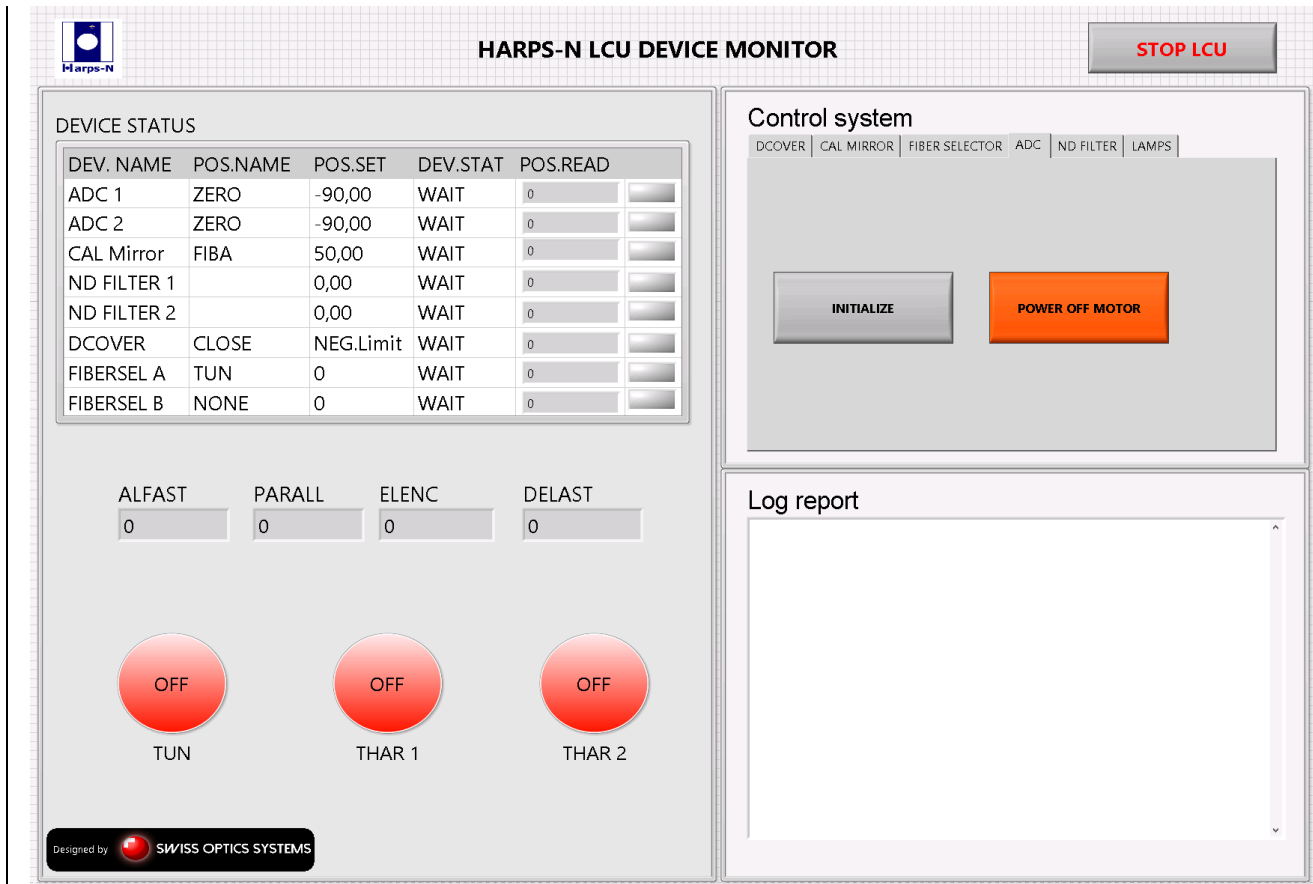 Harps-N
HARPS-N LCU DEVICE MONITOR
STOP LCU
DEVICE STATUS
DEV. NAME POS.NAME POS.SET DEV.STAT POS.READ
ADC 1 ZERO -90,00 WAIT 0
ADC 2 ZERO -90,00 WAIT 0
CAL Mirror FIBA 50,00 WAIT 0
ND FILTER 1 0,00 WAIT 0
ND FILTER 2 0,00 WAIT 0
DCOVER CLOSE NEG.Limit WAIT 0
FIBERSEL A TUN 0 WAIT 0
FIBERSEL B NONE 0 WAIT 0
ALFAST PARALL ELENC DELAST
0 0 0 0
OFF OFF OFF
TUN THAR 1 THAR 2
Designed by SWISS OPTICS SYSTEMS
Control system
DCOVER CAL MIRROR FIBER SELECTOR ADC ND FILTER LAMPS
INITIALIZE POWER OFF MOTOR
Log report